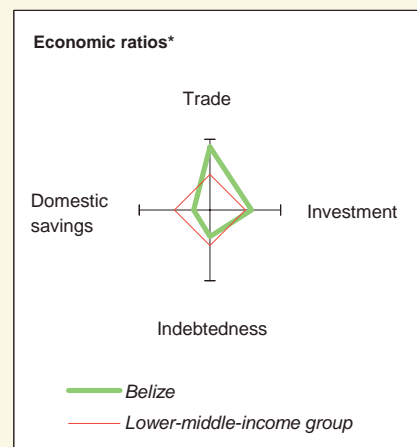 Economic ratios*
Trade
Domestic
savings
Investment
Indebtedness
Belize
Lower-middle-income group